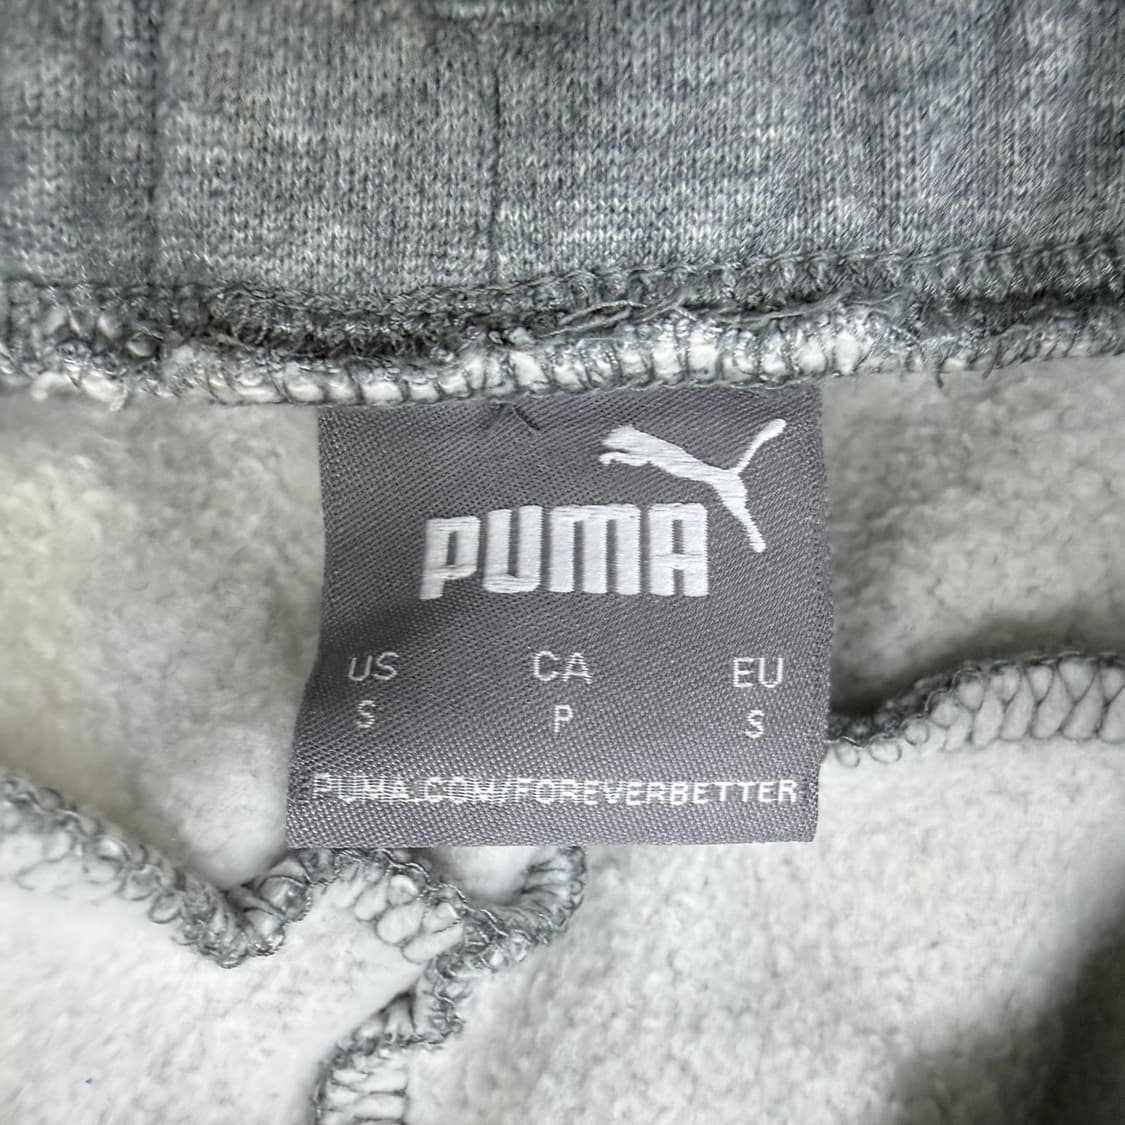 PUMA
US CA EU
S P S
PUMA.COM/FOREVERBETTER